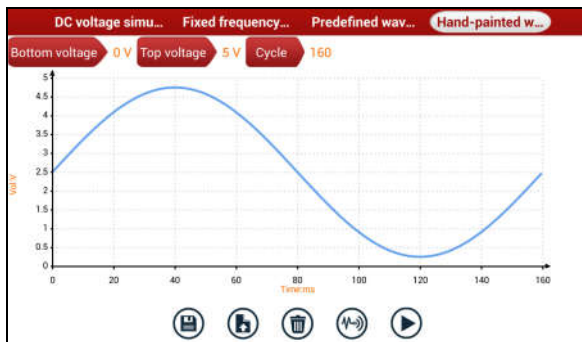 DC voltage simu... Fixed frequency... Predefined wav... Hand-painted w...
Bottom voltage 0 V Top voltage 5 V Cycle 160
5
4.5
4
3.5
3
2.5
2
1.5
1
0.5
0
Vol:V
0 20 40 60 80 100 120 140 160
Time:ms